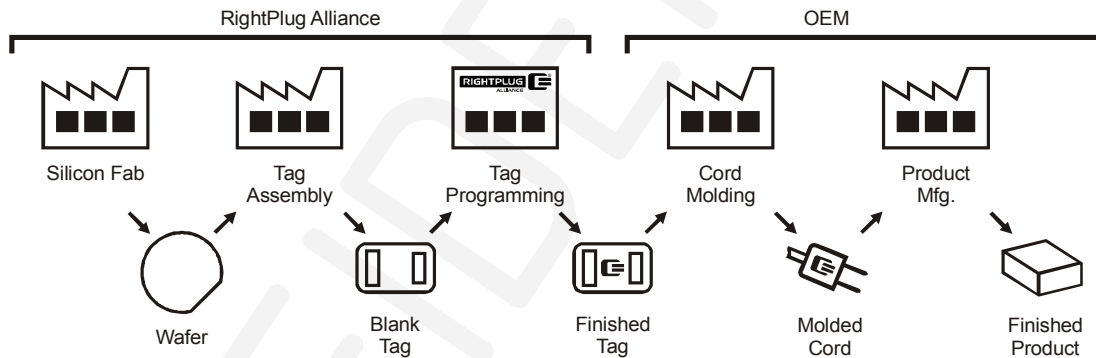 RightPlug Alliance
OEM
RIGHTPLUG
ALLIANCE
Silicon Fab
Tag
Assembly
Tag
Programming
Cord
Molding
Product
Mfg.
Wafer
Blank
Tag
Finished
Tag
Molded
Cord
Finished
Product